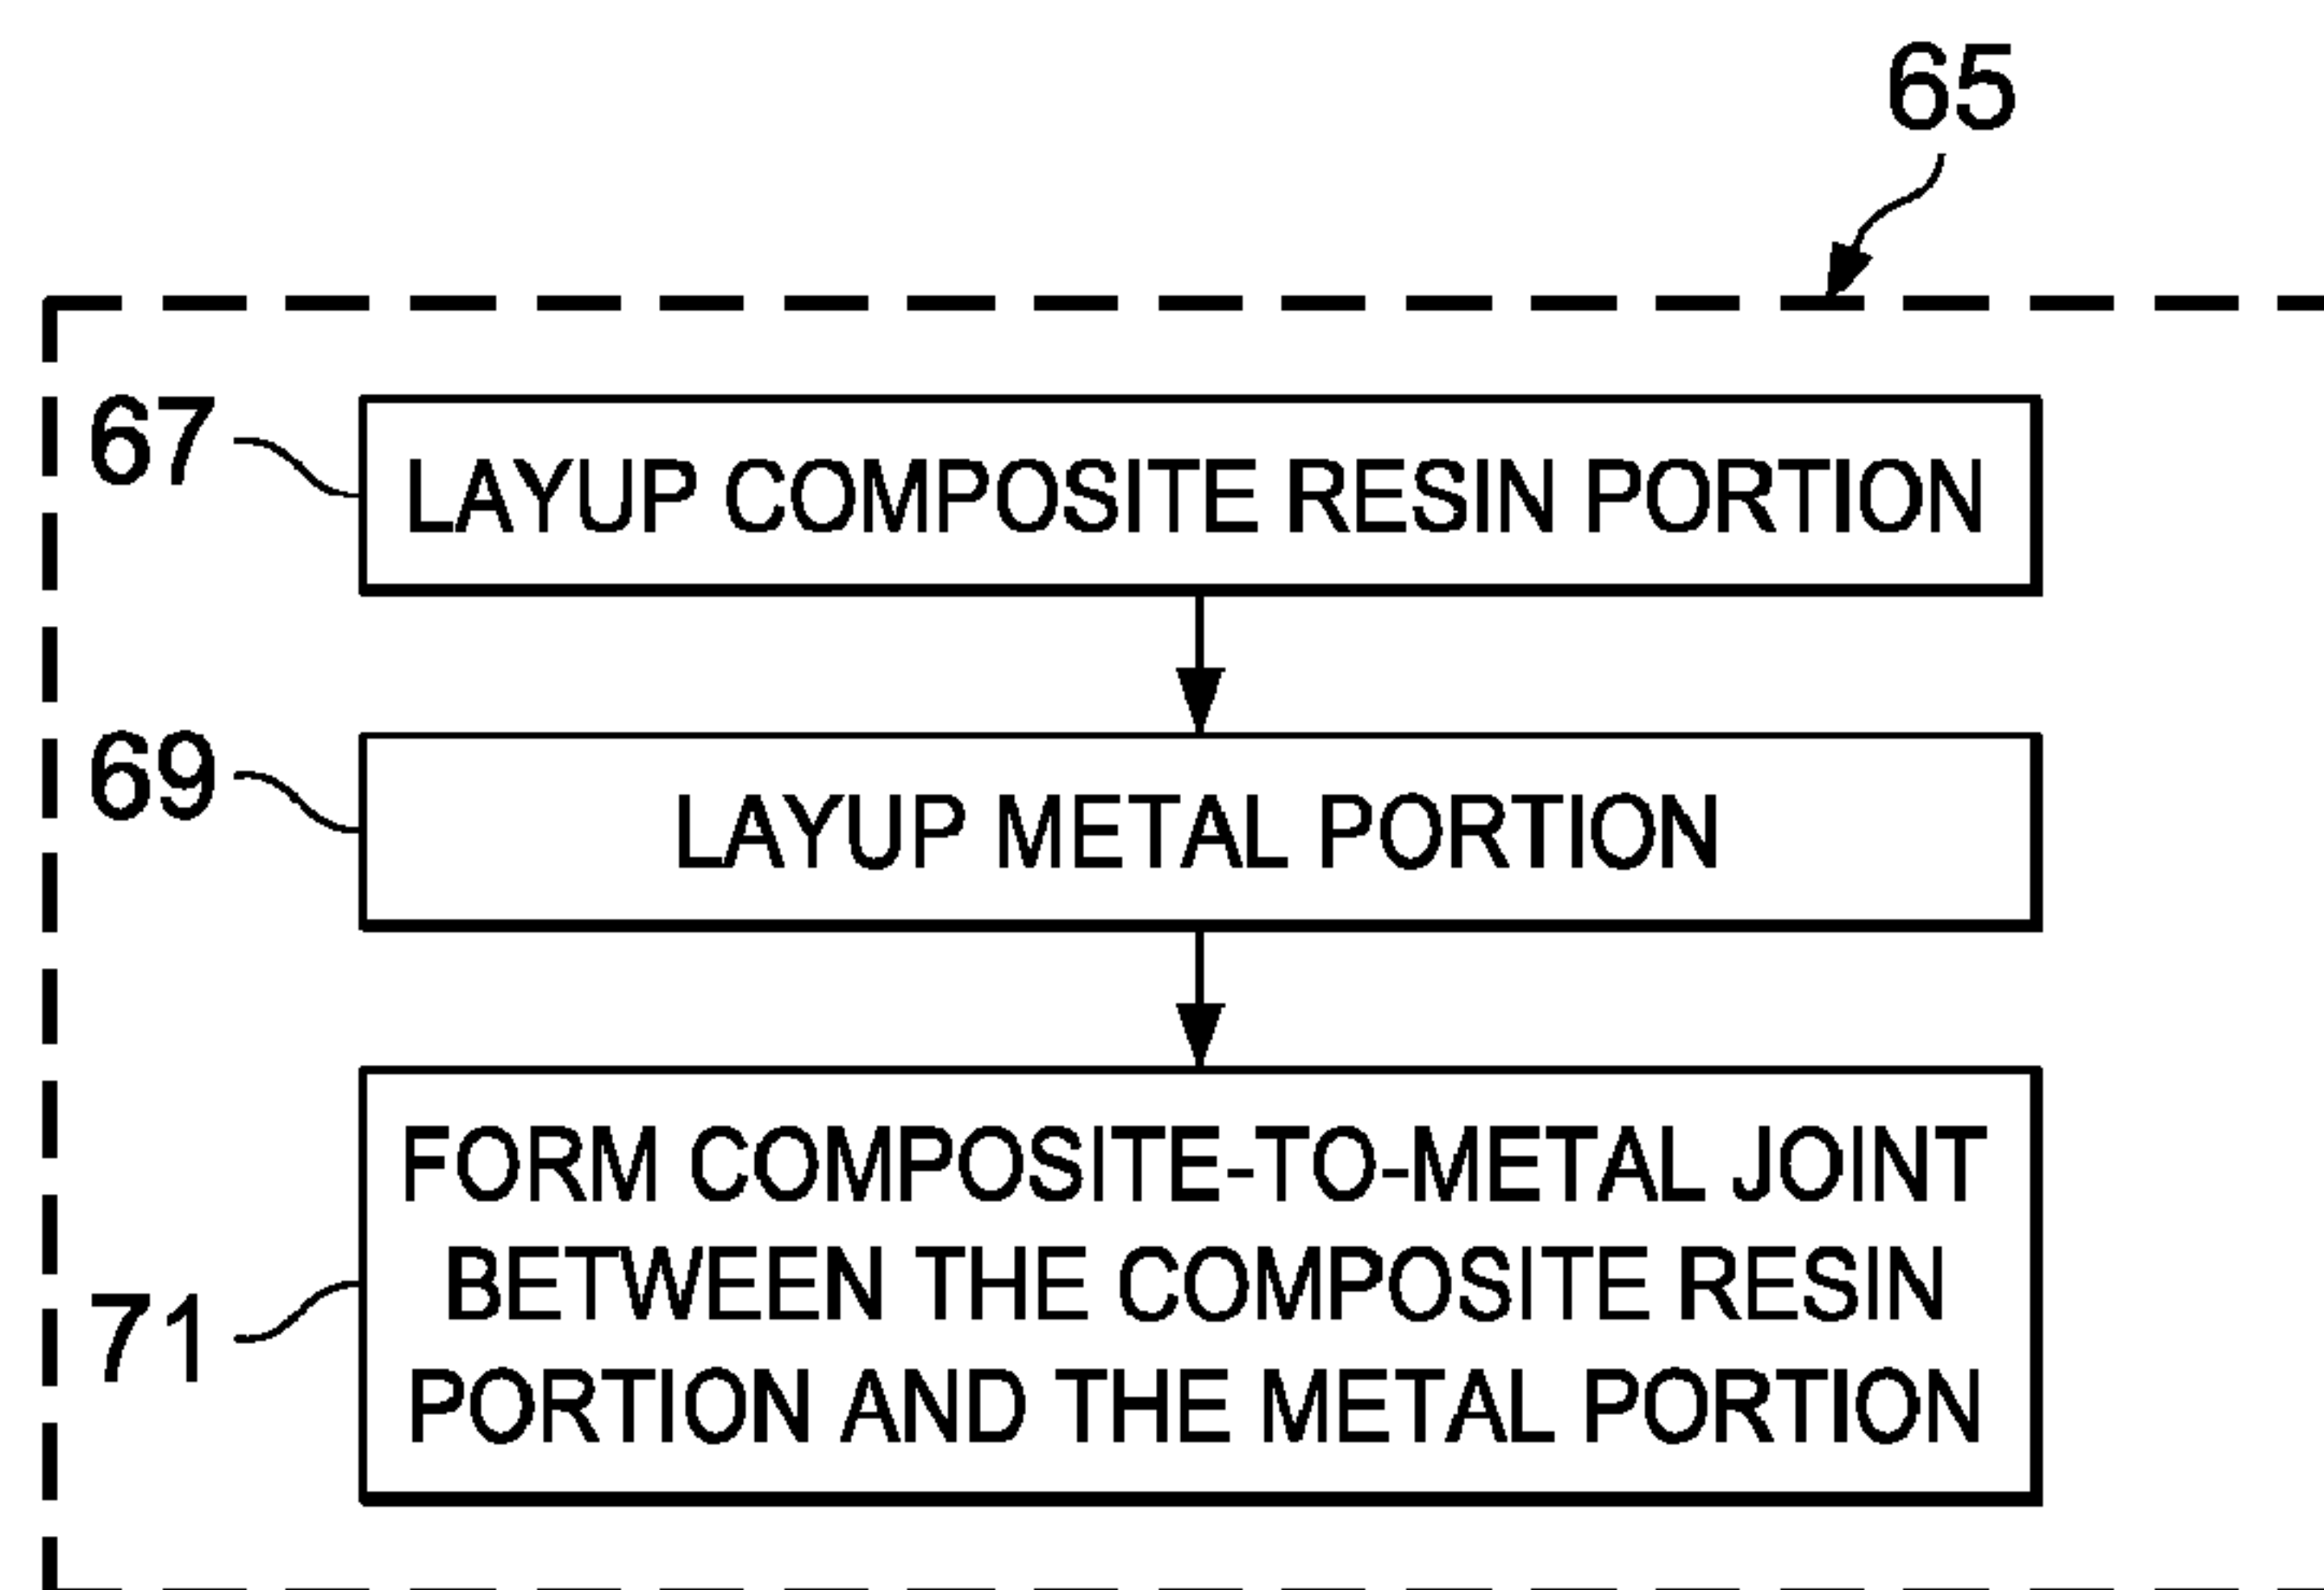 65
67
LAYUP COMPOSITE RESIN PORTION
69
LAYUP METAL PORTION
71
FORM COMPOSITE-TO-METAL JOINT
BETWEEN THE COMPOSITE RESIN
PORTION AND THE METAL PORTION